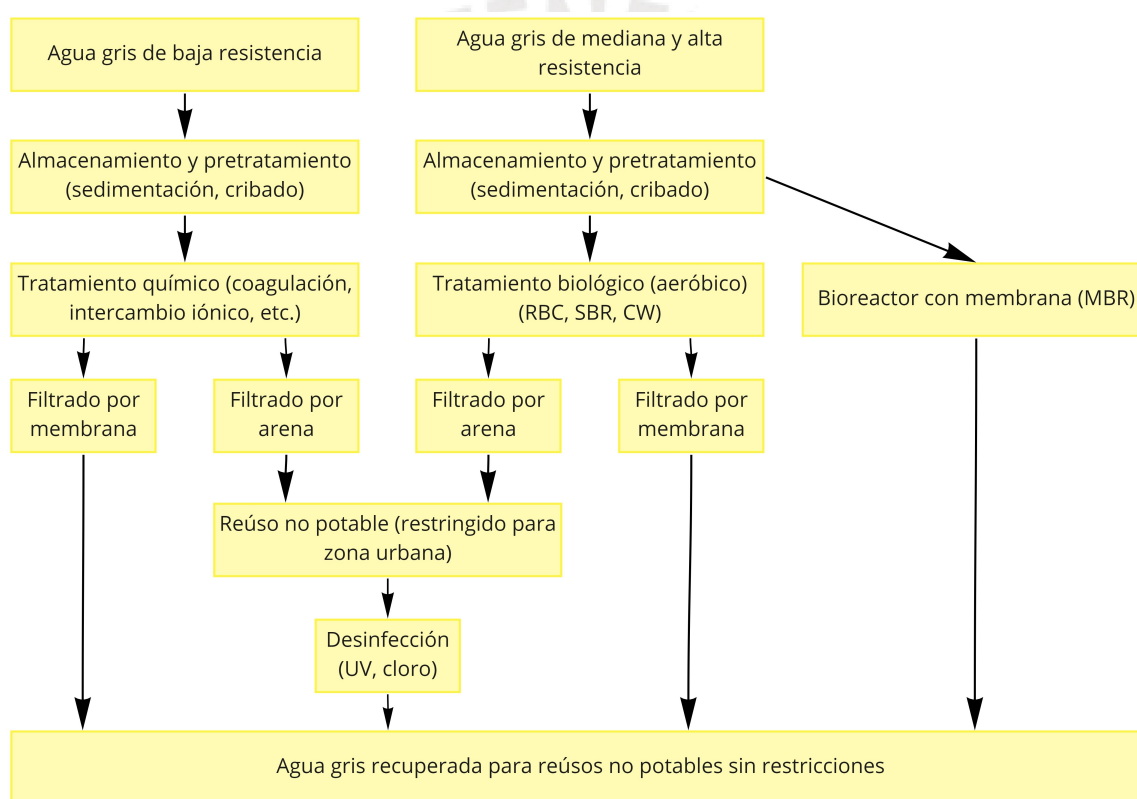 Agua gris de baja resistencia
Agua gris de mediana y alta
resistencia
Almacenamiento y pretratamiento
(sedimentación, cribado)
Almacenamiento y pretratamiento
(sedimentación, cribado)
Tratamiento químico (coagulación,
intercambio iónico, etc.)
Tratamiento biológico (aeróbico)
(RBC, SBR, CW)
Bioreactor con membrana (MBR)
Filtrado por
membrana
Filtrado por
arena
Filtrado por
arena
Filtrado por
membrana
Reúso no potable (restringido para
zona urbana)
Desinfección
(UV, cloro)
Agua gris recuperada para reúsos no potables sin restricciones